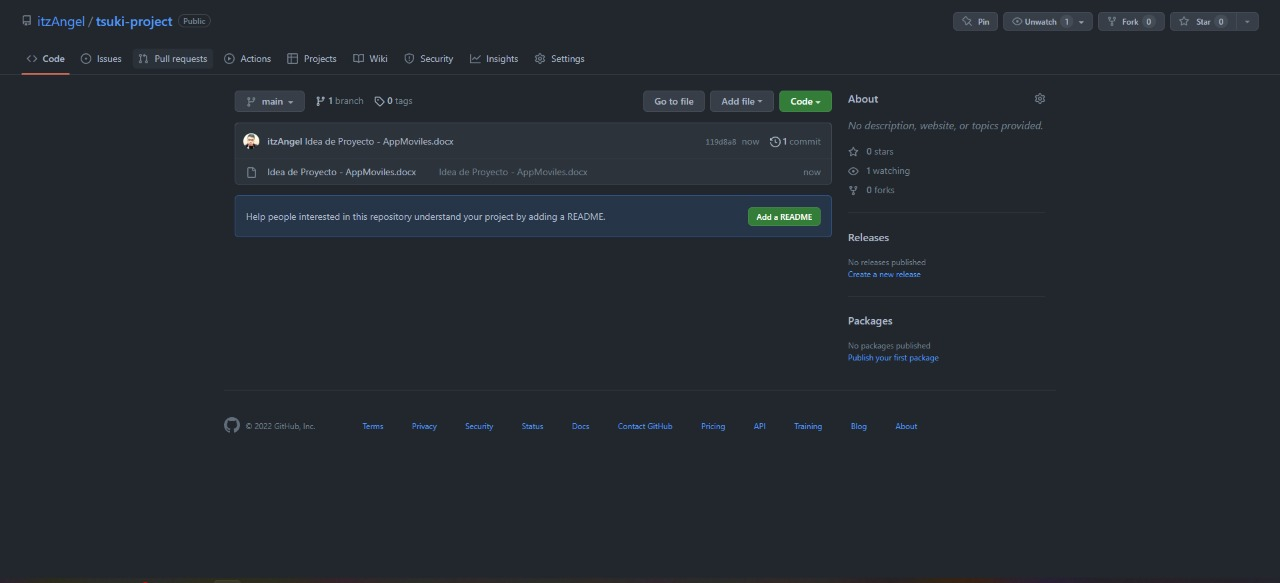 itzAngel / tsuki-project Public
Pin Unwatch 1 Fork 0 Star 0
Code Issues Pull requests Actions Projects Wiki Security Insights Settings
main 1 branch 0 tags Go to file Add file Code
itzAngel Idea de Proyecto - AppMoviles.docx 119d8a8 now 1 commit
Idea de Proyecto - AppMoviles.docx Idea de Proyecto - AppMoviles.docx now
Help people interested in this repository understand your project by adding a README. Add a README
About
No description, website, or topics provided.
0 stars
1 watching
0 forks
Releases
No releases published
Create a new release
Packages
No packages published
Publish your first package
© 2022 GitHub, Inc. Terms Privacy Security Status Docs Contact GitHub Pricing API Training Blog About